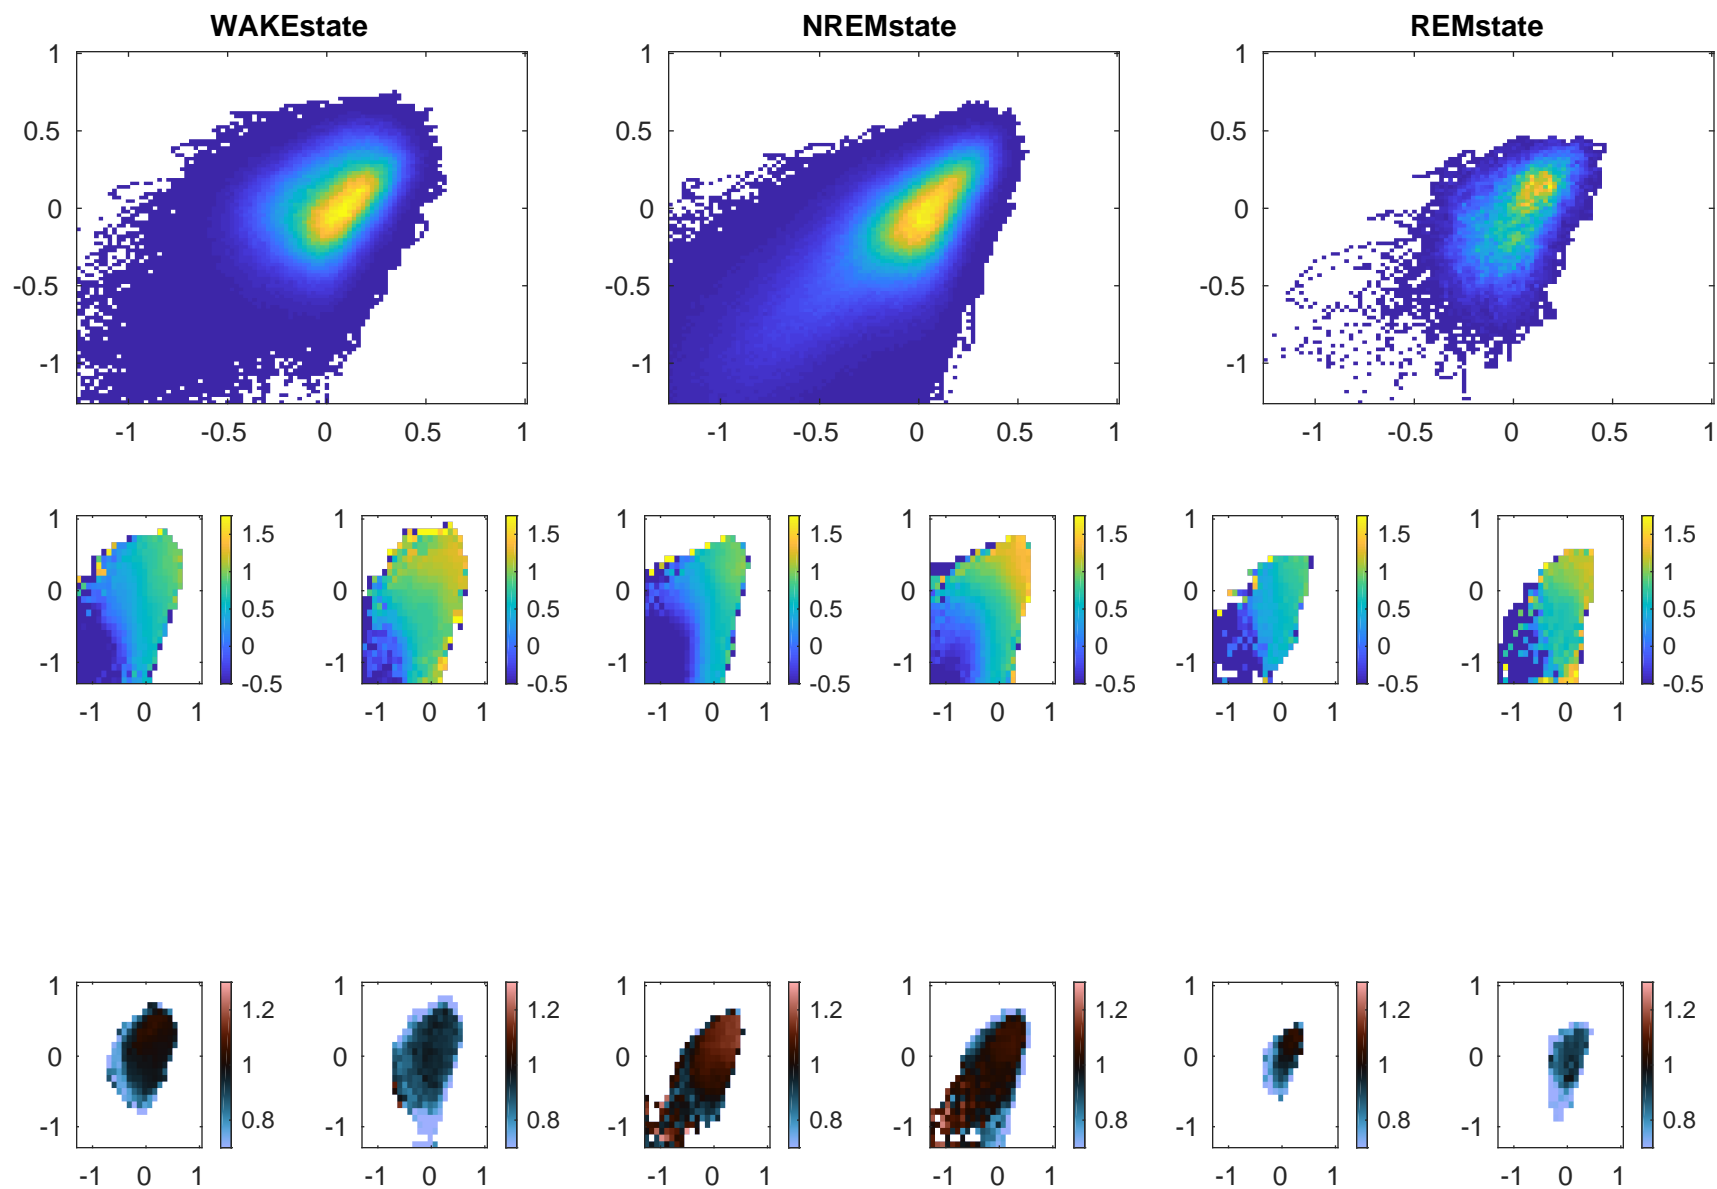 WAKEstate NREMstate REMstate
1 1 1
0.5 0.5 0.5
0 0 0
-0.5 -0.5 -0.5
-1 -1 -1
-1 -0.5 0 0.5 1 -1 -0.5 0 0.5 1 -1 -0.5 0 0.5 1
1 1.5 1 1.5 1 1.5 1 1.5 1 1.5 1 1.5
1 1 1 1 1 1
0 0.5 0 0.5 0 0.5 0 0.5 0 0.5 0 0.5
0 0 0 0 0 0
-1 -0.5 -1 -0.5 -1 -0.5 -1 -0.5 -1 -0.5 -1 -0.5
-1 0 1 -1 0 1 -1 0 1 -1 0 1 -1 0 1 -1 0 1
1 1.2 1 1.2 1 1.2 1 1.2 1 1.2 1 1.2
0 1 0 1 0 1 0 1 0 1 0 1
-1 0.8 -1 0.8 -1 0.8 -1 0.8 -1 0.8 -1 0.8
-1 0 1 -1 0 1 -1 0 1 -1 0 1 -1 0 1 -1 0 1